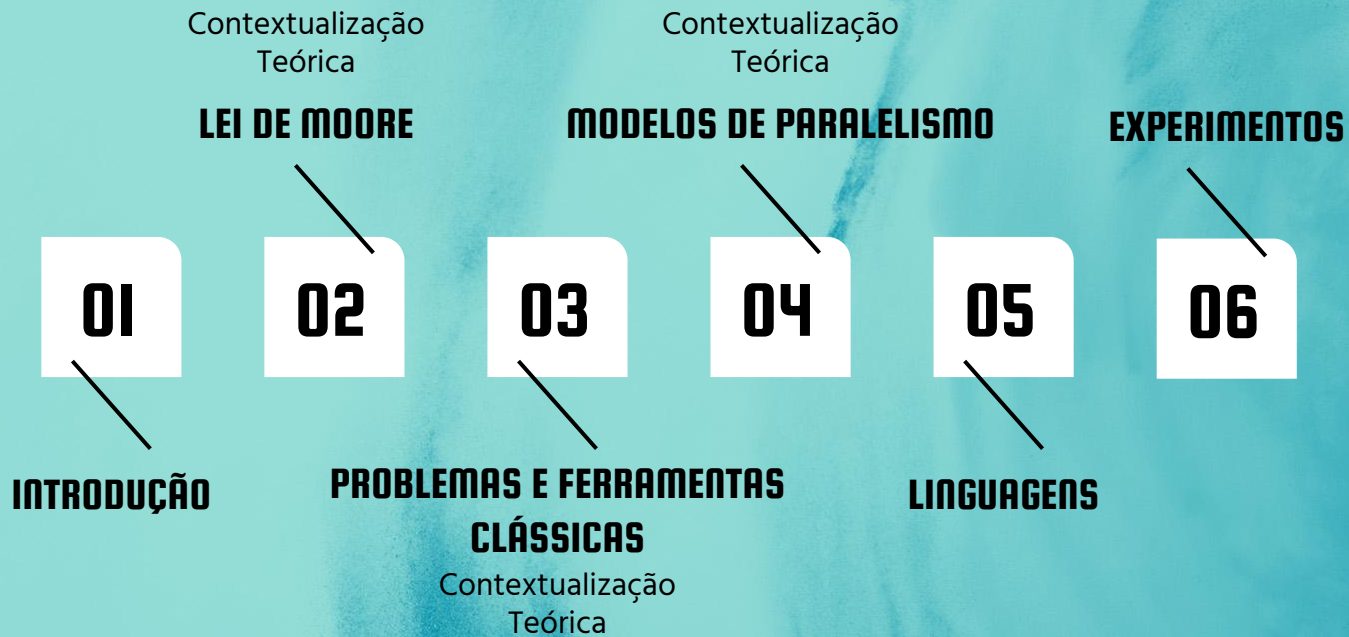 Contextualização
Teórica
LEI DE MOORE
Contextualização
Teórica
MODELOS DE PARALELISMO
EXPERIMENTOS
01
02
03
04
05
06
INTRODUÇÃO
PROBLEMAS E FERRAMENTAS
CLÁSSICAS
Contextualização
Teórica
LINGUAGENS